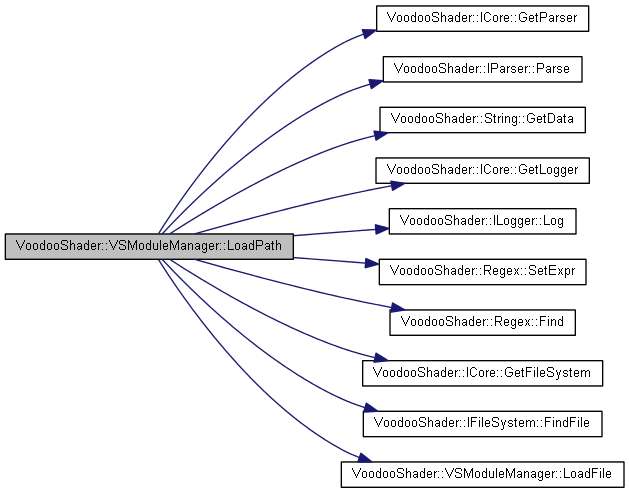 VoodooShader::ICore::GetParser
VoodooShader::IParser::Parse
VoodooShader::String::GetData
VoodooShader::ICore::GetLogger
VoodooShader::ILogger::Log
VoodooShader::VSModuleManager::LoadPath
VoodooShader::Regex::SetExpr
VoodooShader::Regex::Find
VoodooShader::ICore::GetFileSystem
VoodooShader::IFileSystem::FindFile
VoodooShader::VSModuleManager::LoadFile